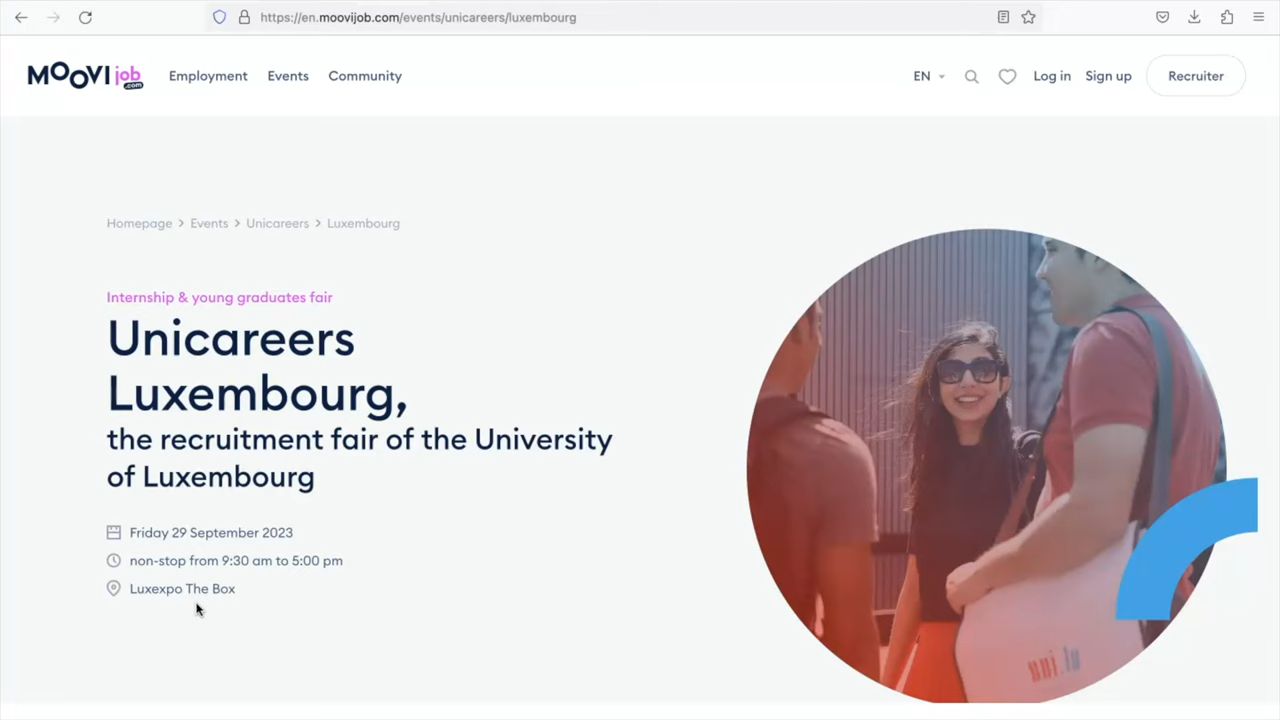 https://en.moovijob.com/events/unicareers/luxembourg
MOOVI job .com Employment Events Community EN Log in Sign up Recruiter
Homepage > Events > Unicareers > Luxembourg
Internship & young graduates fair
Unicareers
Luxembourg,
the recruitment fair of the University
of Luxembourg
Friday 29 September 2023
non-stop from 9:30 am to 5:00 pm
Luxexpo The Box
uni.lu